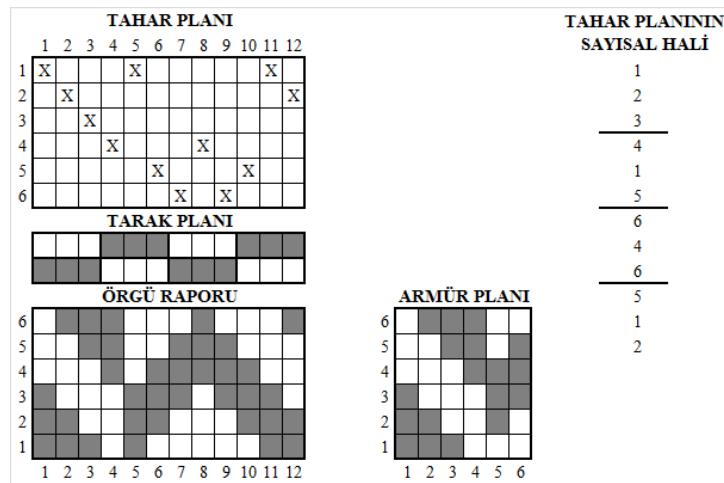 TAHAR PLANI
1 2 3 4 5 6 7 8 9 10 11 12
1 X X X
2 X X
3 X
4 X X
5 X X
6 X X
TARAK PLANI
ÖRGÜ RAPORU
6
5
4
3
2
1
1 2 3 4 5 6 7 8 9 10 11 12
ARMÜR PLANI
6
5
4
3
2
1
1 2 3 4 5 6
TAHAR PLANININ
SAYISAL HALİ
1
2
3
4
1
5
6
4
6
5
1
2